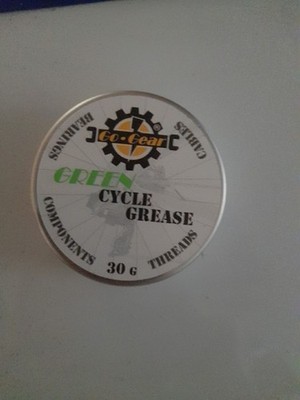 BEARINGS
CABLES
Go-Gear
GREEN
CYCLE
GREASE
COMPONENTS
THREADS
30 G